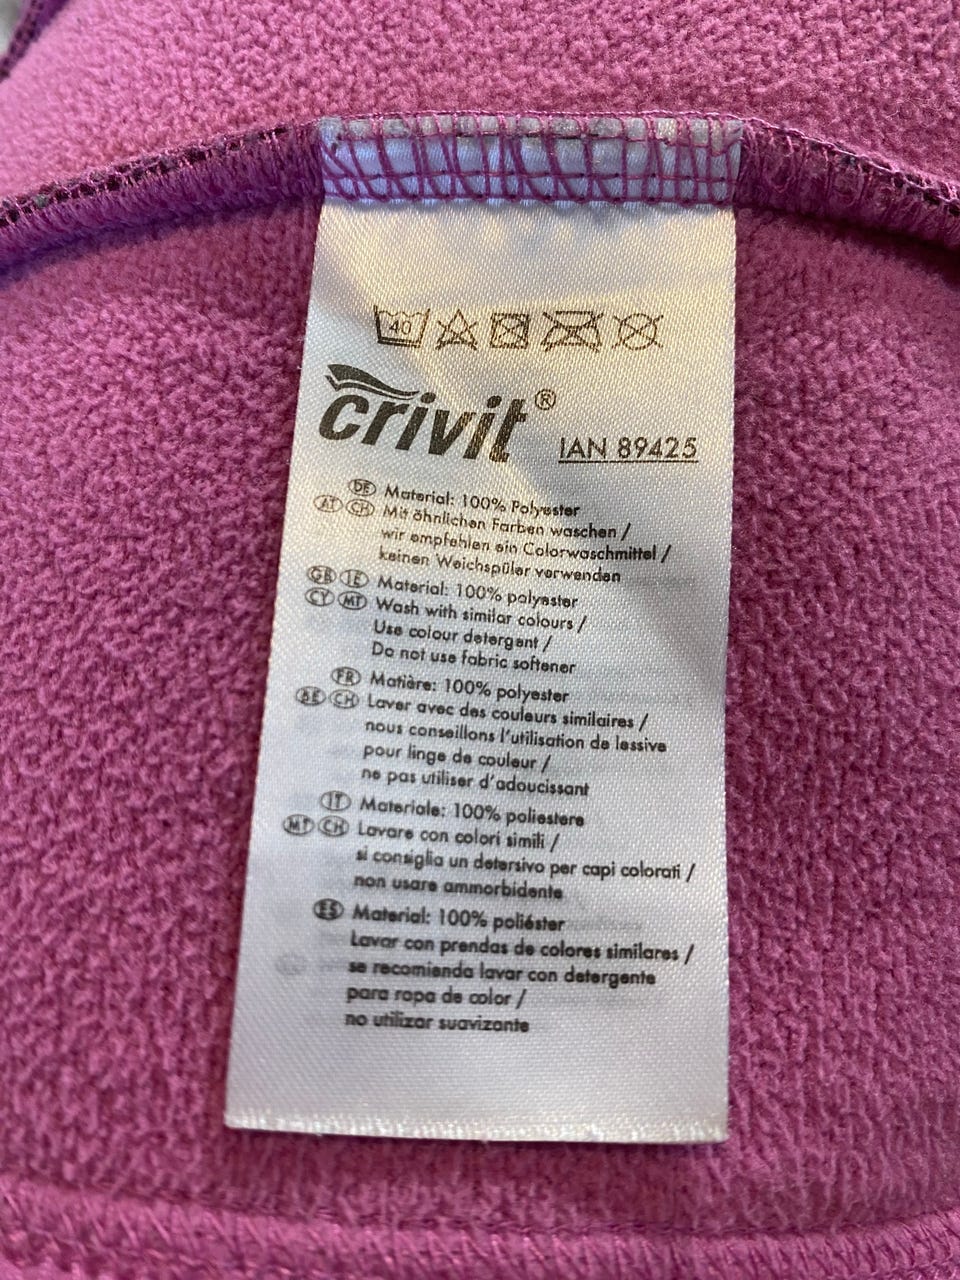 40
crivit®
IAN 89425
DE Material: 100% Polyester
AT CH Mit ähnlichen Farben waschen /
wir empfehlen ein Colorwaschmittel /
keinen Weichspüler verwenden
GB IE Material: 100% polyester
CY MT Wash with similar colours /
Use colour detergent /
Do not use fabric softener
FR Matière: 100% polyester
BE CH Laver avec des couleurs similaires /
nous conseillons l'utilisation de lessive
pour linge de couleur /
ne pas utiliser d'adoucissant
IT Materiale: 100% poliestere
MT CH Lavare con colori simili /
si consiglia un detersivo per capi colorati /
non usare ammorbidente
ES Material: 100% poliéster
Lavar con prendas de colores similares /
se recomienda lavar con detergente
para ropa de color /
no utilizar suavizante